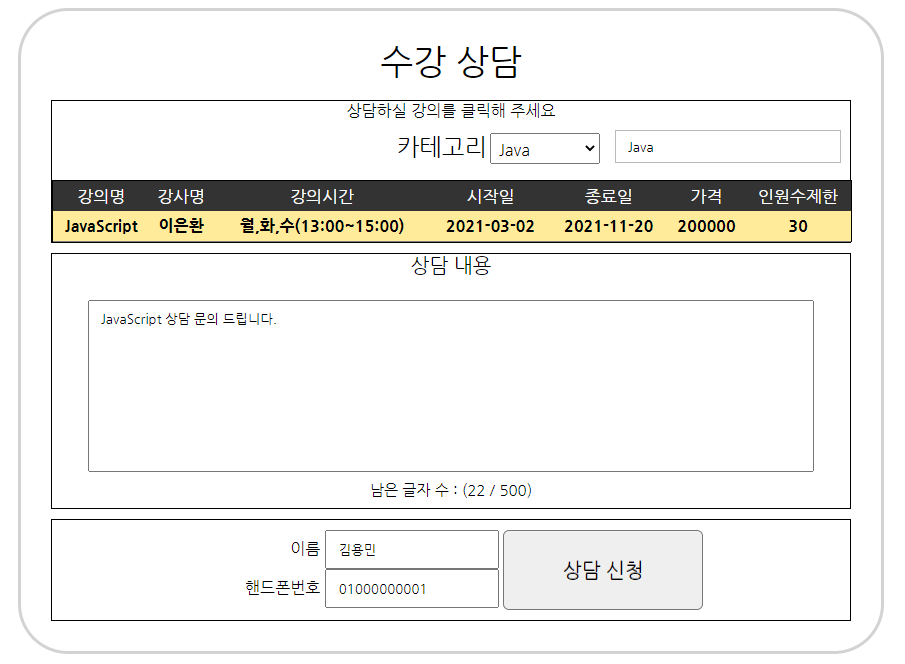 수강 상담
상담하실 강의를 클릭해 주세요
카테고리 Java Java
강의명 강사명 강의시간 시작일 종료일 가격 인원수제한
JavaScript 이은환 월,화,수(13:00~15:00) 2021-03-02 2021-11-20 200000 30
상담 내용
JavaScript 상담 문의 드립니다.
남은 글자 수 : (22 / 500)
이름 김용민
핸드폰번호 01000000001
상담 신청